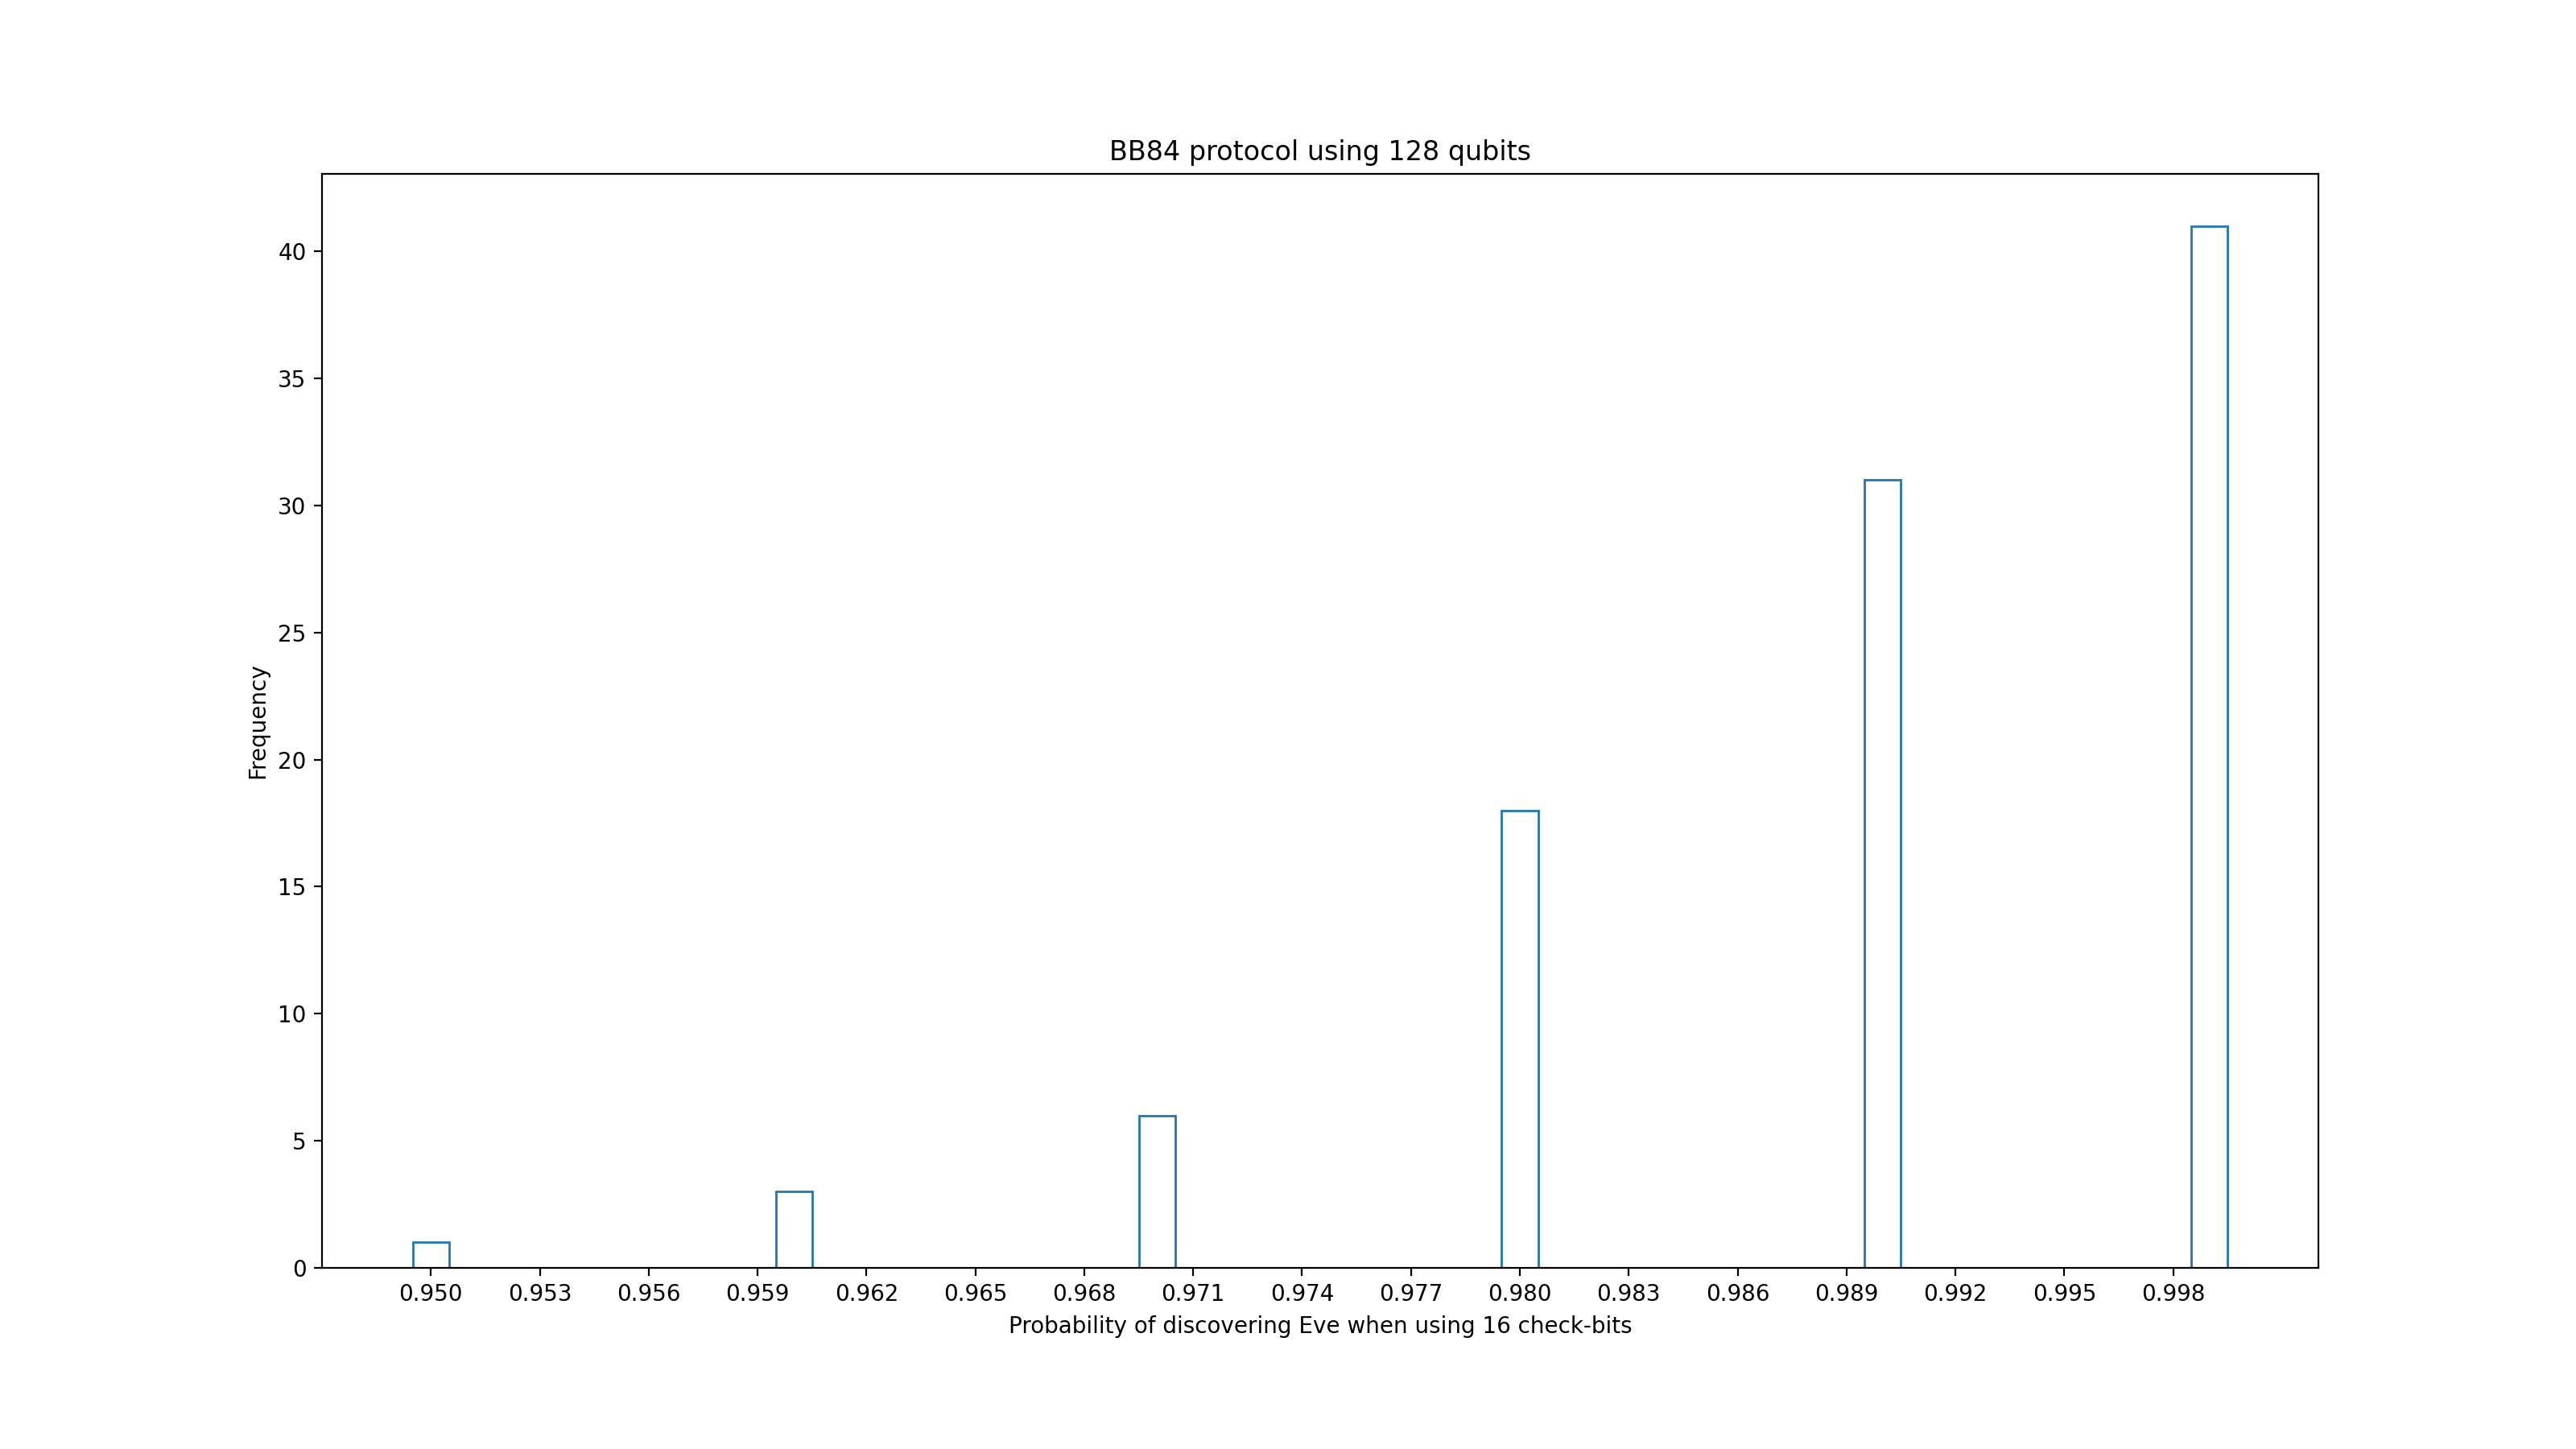 BB84 protocol using 128 qubits
40
35
30
25
20
15
10
5
0
Frequency
0.950 0.953 0.956 0.959 0.962 0.965 0.968 0.971 0.974 0.977 0.980 0.983 0.986 0.989 0.992 0.995 0.998
Probability of discovering Eve when using 16 check-bits